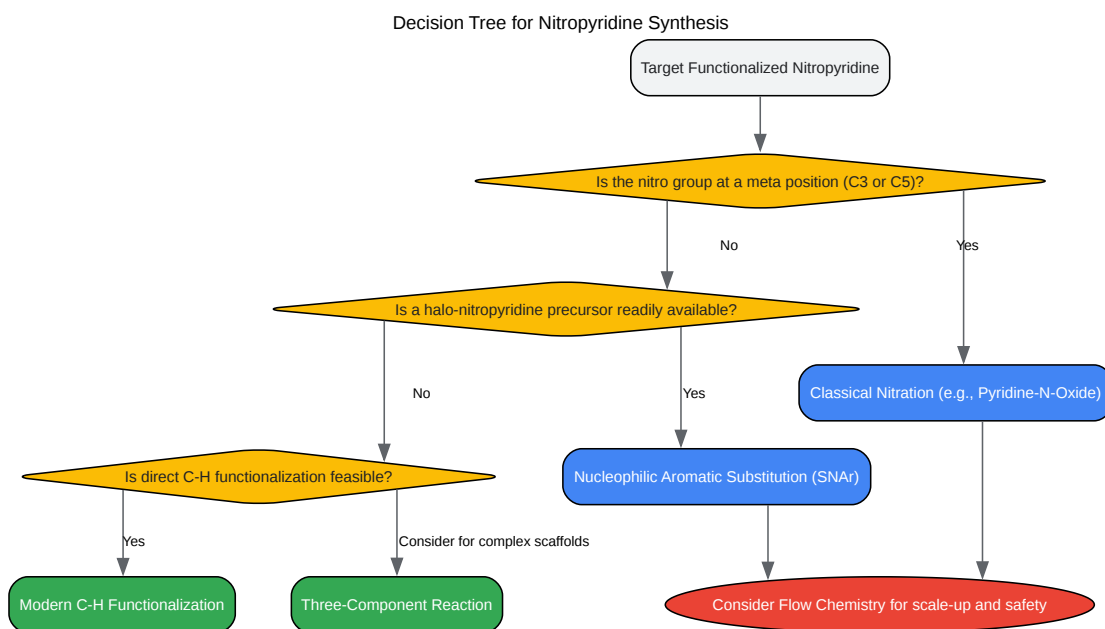 Decision Tree for Nitropyridine Synthesis
Target Functionalized Nitropyridine
Is the nitro group at a meta position (C3 or C5)?
No
Yes
Is a halo-nitropyridine precursor readily available?
No
Yes
Classical Nitration (e.g., Pyridine-N-Oxide)
Is direct C-H functionalization feasible?
Nucleophilic Aromatic Substitution (SNAr)
Yes
Consider for complex scaffolds
Modern C-H Functionalization
Three-Component Reaction
Consider Flow Chemistry for scale-up and safety